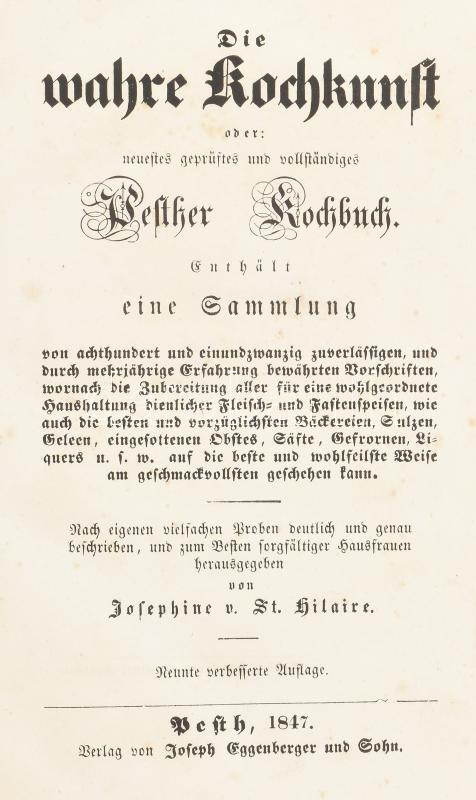 Die
wahre Kochkunst
oder:
neuestes geprüftes und vollständiges
Pesther Kochbuch.
Enthält
eine Sammlung
von achthundert und einundzwanzig zuverlässigen, und
durch mehrjährige Erfahrung bewährten Vorschriften,
wornach die Zubereitung aller für eine wohlgeordnete
Haushaltung dienlicher Fleisch- und Fastenspeisen, wie
auch die besten und vorzüglichsten Bäckereien, Sulzen,
Geleen, eingesottenen Obstes, Säfte, Gefrornen, Li-
quers u. s. w. auf die beste und wohlfeilste Weise
am geschmackvollsten geschehen kann.
Nach eigenen vielfachen Proben deutlich und genau
beschrieben, und zum Besten sorgfältiger Hausfrauen
herausgegeben
von
Josephine v. St. Hilaire.
Neunte verbesserte Auflage.
Pesth, 1847.
Verlag von Joseph Eggenberger und Sohn.